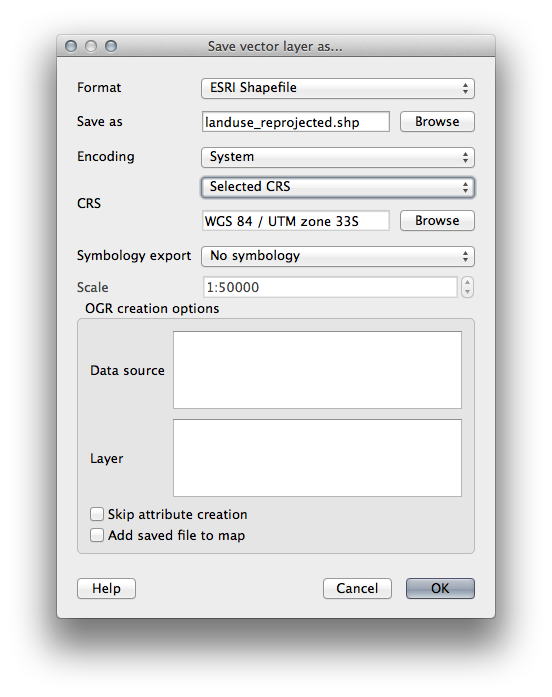 Save vector layer as...
Format ESRI Shapefile
Save as landuse_reprojected.shp Browse
Encoding System
Selected CRS
CRS
WGS 84 / UTM zone 33S Browse
Symbology export No symbology
Scale 1:50000
OGR creation options
Data source
Layer
Skip attribute creation
Add saved file to map
Help Cancel OK